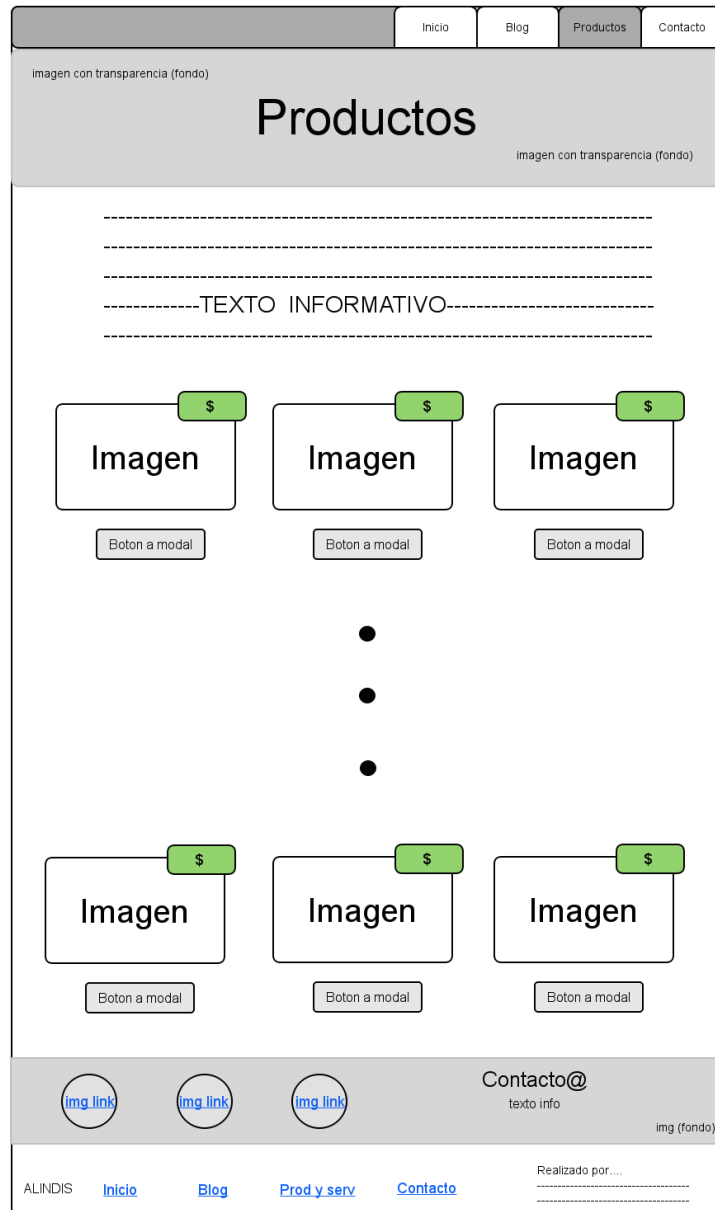 Inicio Blog Productos Contacto
imagen con transparencia (fondo)
Productos
imagen con transparencia (fondo)
-------------TEXTO INFORMATIVO----------------------------
$ $ $
Imagen Imagen Imagen
Boton a modal Boton a modal Boton a modal
$ $ $
Imagen Imagen Imagen
Boton a modal Boton a modal Boton a modal
Contacto@
img link img link img link texto info
img (fondo)
Realizado por....
ALINDIS Inicio Blog Prod y serv Contacto